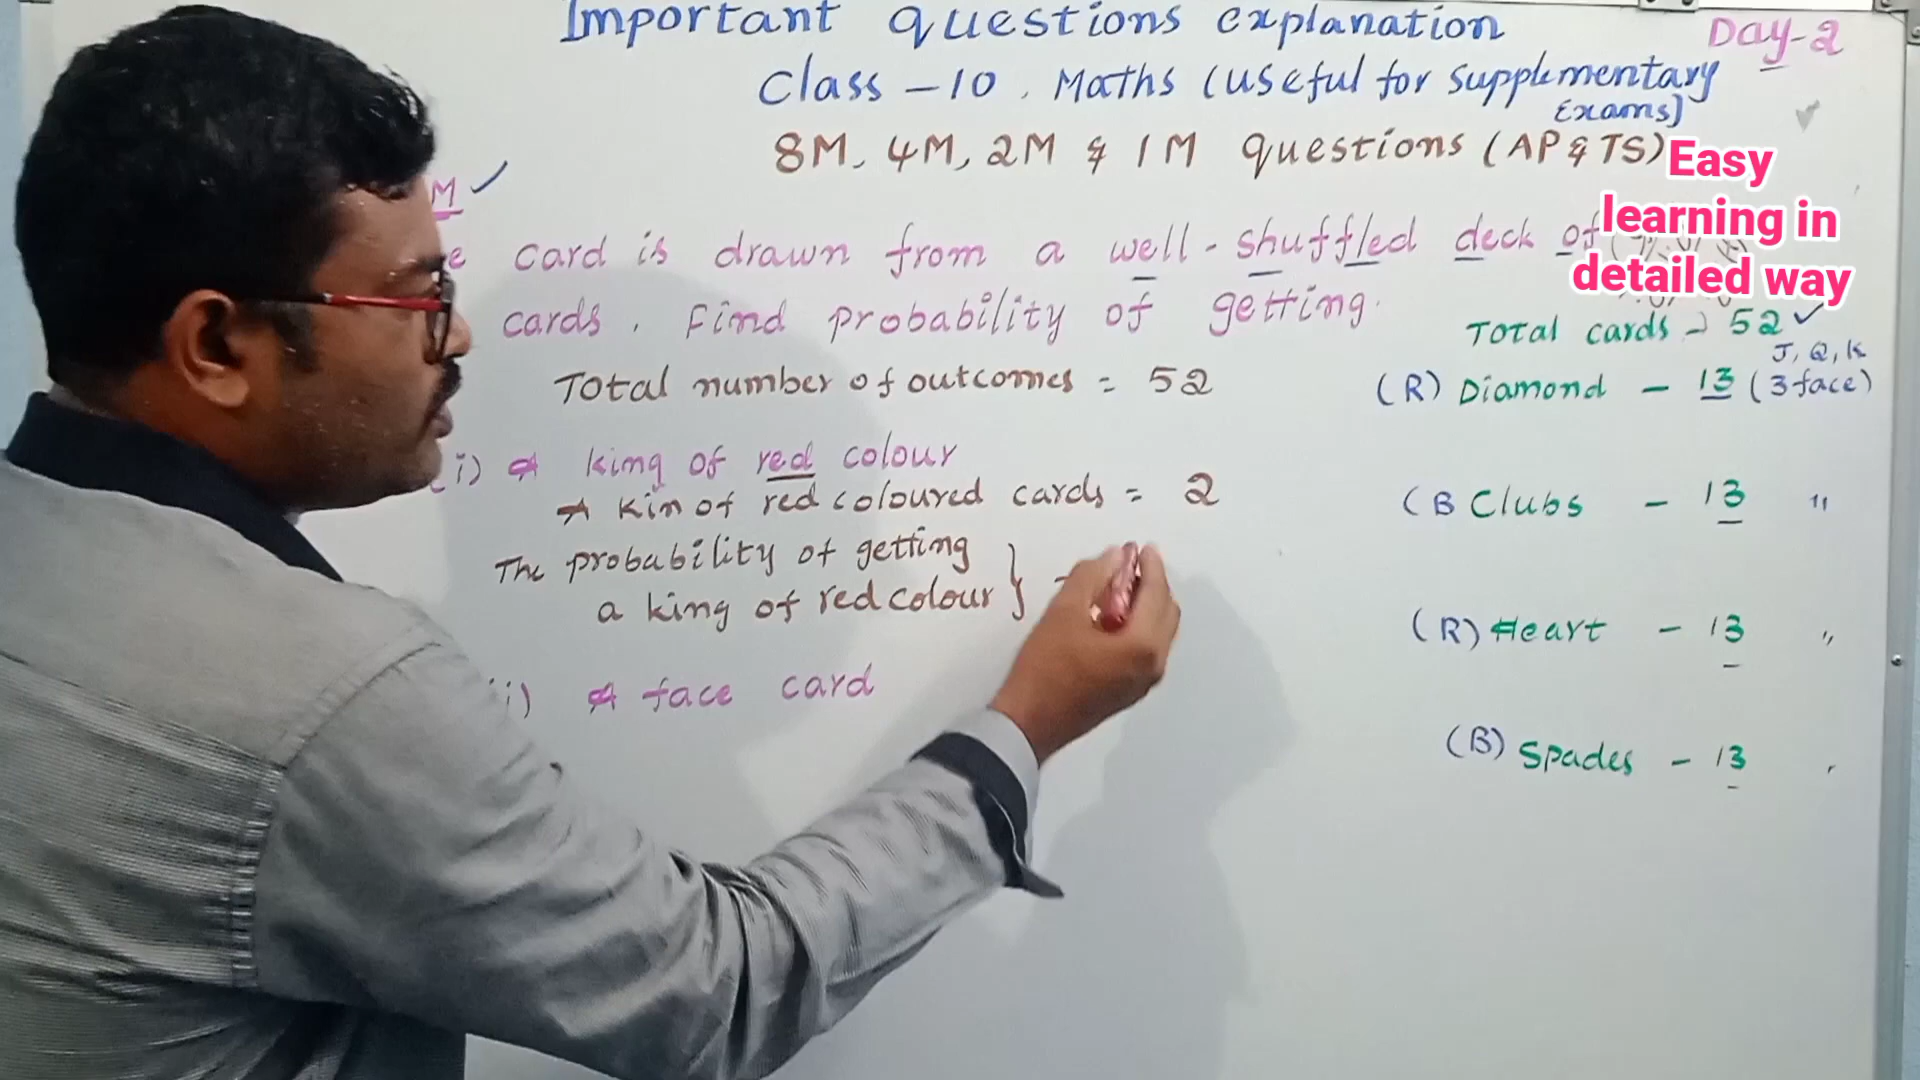 Important questions explanation
Day-2
Class - 10 . Maths (useful for supplementary
Exams)
8M, 4M, 2M & 1M questions (AP & TS)
Easy
learning in
detailed way
M ✓
e card is drawn from a well - shuffled deck of
cards . Find probability of getting.
Total number of outcomes = 52
(i) A king of red colour
A kin of red coloured cards = 2
The probability of getting
a king of red colour }
i) A face card
Total cards → 52 ✓
J, Q, K
(R) Diamond - 13 (3 face)
(B Clubs - 13 "
(R) Heart - 13 "
(B) Spades - 13 "